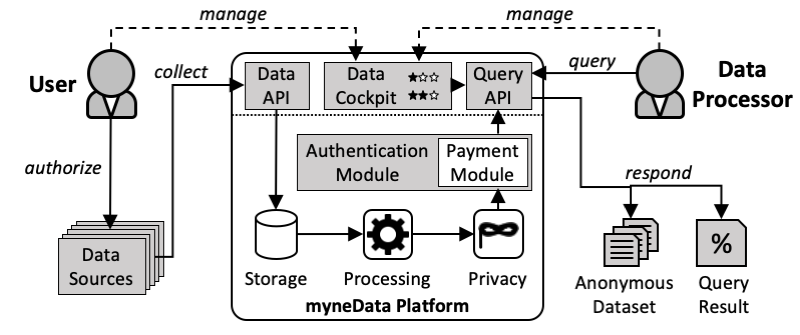 manage
manage
User
collect
Data
API
Data
Cockpit
Query
API
query
Data
Processor
authorize
Authentication
Module
Payment
Module
respond
Data
Sources
%
Storage
Processing
Privacy
Anonymous
Dataset
Query
Result
myneData Platform